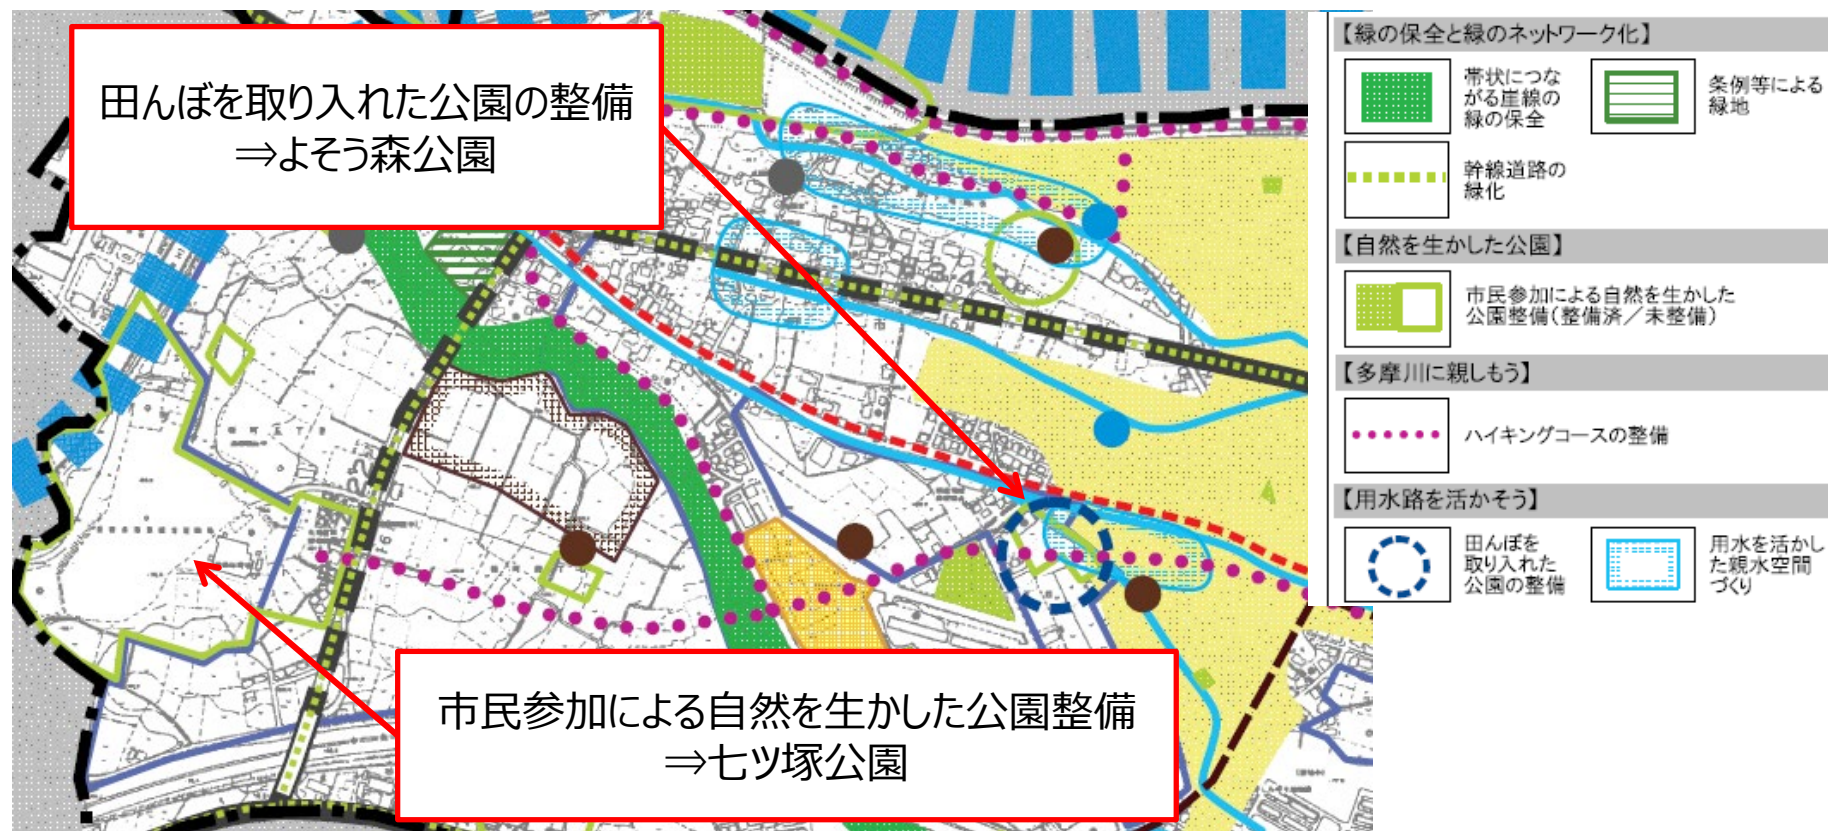 田んぼを取り入れた公園の整備
⇒よそう森公園
市民参加による自然を生かした公園整備
⇒七ツ塚公園
【緑の保全と緑のネットワーク化】
帯状につな
がる崖線の
緑の保全
条例等による
緑地
幹線道路の
緑化
【自然を生かした公園】
市民参加による自然を生かした
公園整備(整備済/未整備)
【多摩川に親しもう】
ハイキングコースの整備
【用水路を活かそう】
田んぼを
取り入れた
公園の整備
用水を活かし
た親水空間
づくり